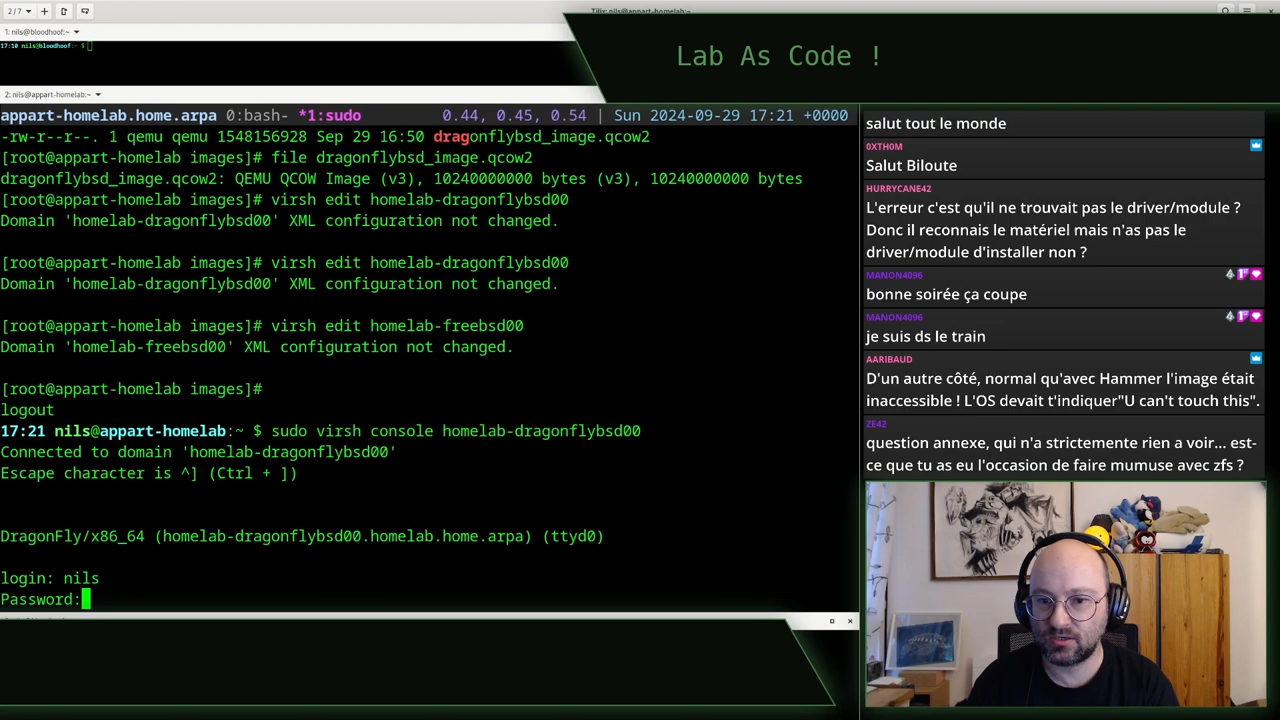 2 / 7
Tilix: nils@appart-homelab:~
1: nils@bloodhoof:~
17:10 nils@bloodhoof:~ $
Lab As Code !
2: nils@appart-homelab:~
appart-homelab.home.arpa 0:bash- *1:sudo 0.44, 0.45, 0.54 | Sun 2024-09-29 17:21 +0000
-rw-r--r--. 1 qemu qemu 1548156928 Sep 29 16:50 dragonflybsd_image.qcow2
[root@appart-homelab images]# file dragonflybsd_image.qcow2
dragonflybsd_image.qcow2: QEMU QCOW Image (v3), 10240000000 bytes (v3), 10240000000 bytes
[root@appart-homelab images]# virsh edit homelab-dragonflybsd00
Domain 'homelab-dragonflybsd00' XML configuration not changed.
[root@appart-homelab images]# virsh edit homelab-dragonflybsd00
Domain 'homelab-dragonflybsd00' XML configuration not changed.
[root@appart-homelab images]# virsh edit homelab-freebsd00
Domain 'homelab-freebsd00' XML configuration not changed.
[root@appart-homelab images]#
logout
17:21 nils@appart-homelab:~ $ sudo virsh console homelab-dragonflybsd00
Connected to domain 'homelab-dragonflybsd00'
Escape character is ^] (Ctrl + ])
DragonFly/x86_64 (homelab-dragonflybsd00.homelab.home.arpa) (ttyd0)
login: nils
Password:
salut tout le monde
0XTH0M
Salut Biloute
HURRYCANE42
L'erreur c'est qu'il ne trouvait pas le driver/module ?
Donc il reconnais le matériel mais n'as pas le
driver/module d'installer non ?
MANON4096
bonne soirée ça coupe
MANON4096
je suis ds le train
AARIBAUD
D'un autre côté, normal qu'avec Hammer l'image était
inaccessible ! L'OS devait t'indiquer"U can't touch this".
ZE42
question annexe, qui n'a strictement rien a voir... est-
ce que tu as eu l'occasion de faire mumuse avec zfs ?